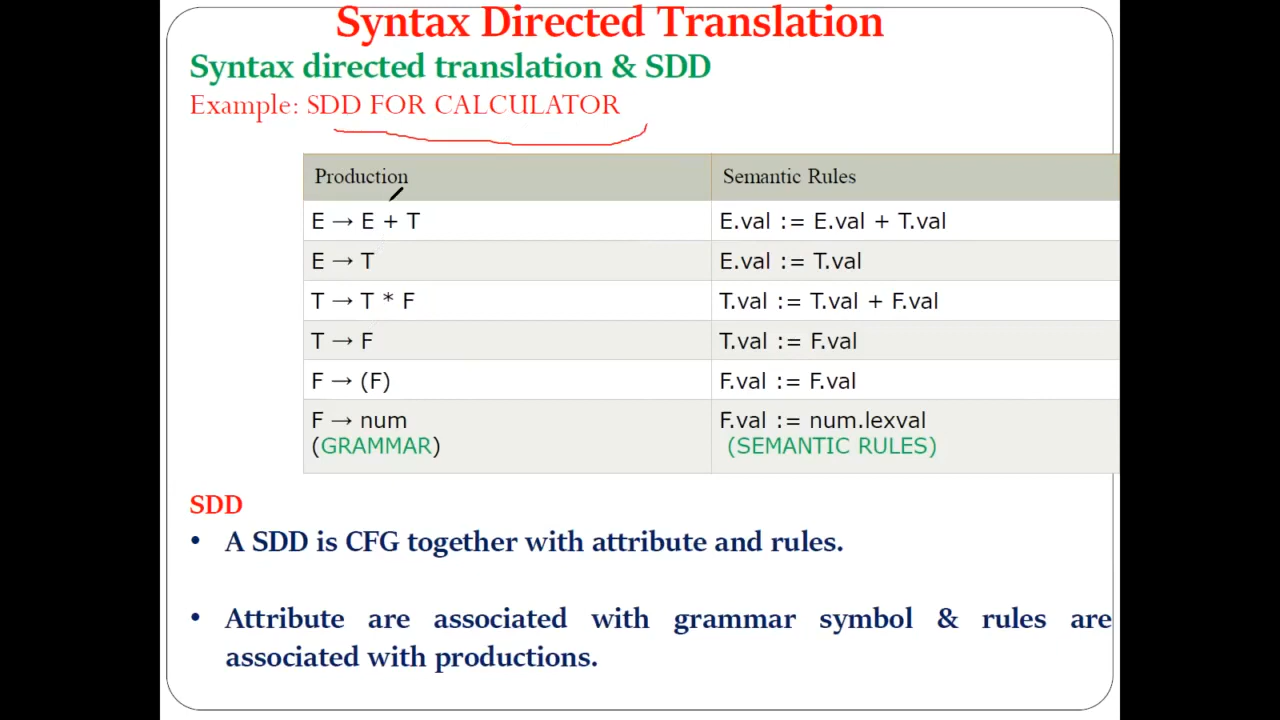 Syntax Directed Translation
Syntax directed translation & SDD
Example: SDD FOR CALCULATOR
Production Semantic Rules
E → E + T E.val := E.val + T.val
E → T E.val := T.val
T → T * F T.val := T.val + F.val
T → F T.val := F.val
F → (F) F.val := F.val
F → num F.val := num.lexval
(GRAMMAR) (SEMANTIC RULES)
SDD
• A SDD is CFG together with attribute and rules.
• Attribute are associated with grammar symbol & rules are
associated with productions.